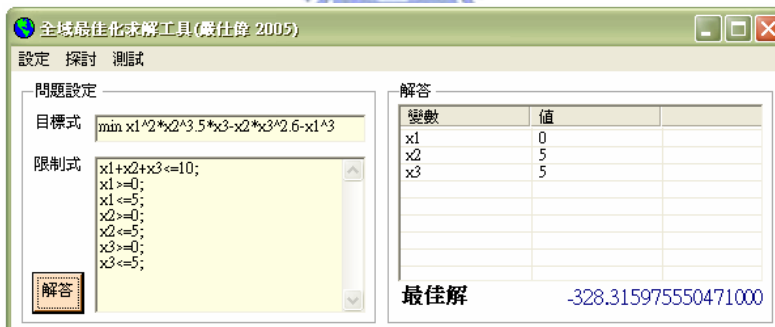 全域最佳化求解工具(嚴仕偉 2005)
設定 探討 測試
問題設定
目標式 min x1^2*x2^3.5*x3-x2*x3^2.6-x1^3
限制式
x1+x2+x3<=10;
x1>=0;
x1<=5;
x2>=0;
x2<=5;
x3>=0;
x3<=5;
解答
解答
變數 值
x1 0
x2 5
x3 5
最佳解 -328.315975550471000